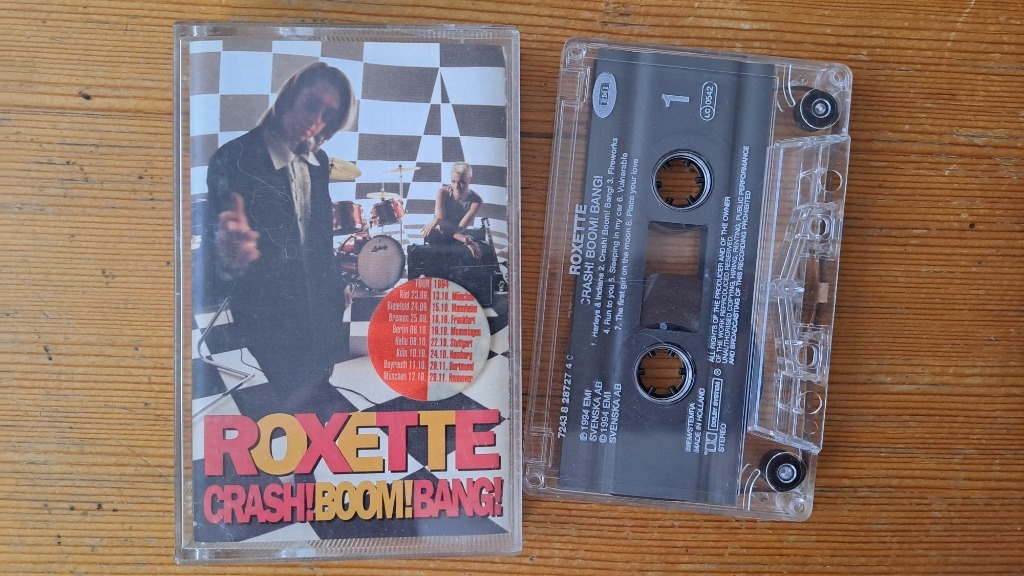 TOUR 1994
Kiel 23.09. 13.10. München
Bielefeld 24.09. 15.10. Mannheim
Bremen 25.09. 18.10. Frankfurt
Berlin 06.10. 19.10. Memmingen
Halle 08.10. 22.10. Stuttgart
Köln 10.10. 24.10. Hamburg
Bayreuth 11.10. 28.11. Dortmund
München 12.10. 29.11. Hannover
ROXETTE
CRASH!BOOM!BANG!
EMI
1
LC 0542
ROXETTE
CRASH! BOOM! BANG!
1. Harleys & Indians 2. Crash! Boom! Bang! 3. Fireworks
4. Run to you 5. Sleeping in my car 6. Vulnerable
7. The first girl on the moon 8. Place your love
7243 8 28727 4
℗ 1994 EMI
SVENSKA AB
© 1994 EMI
SVENSKA AB
ALL RIGHTS OF THE PRODUCER AND OF THE OWNER
OF THE WORK REPRODUCED RESERVED.
UNAUTHORISED COPYING, HIRING, RENTING, PUBLIC PERFORMANCE
AND BROADCASTING OF THIS RECORDING PROHIBITED
BIEM/STEMRA
MADE IN HOLLAND
DOLBY
STEREO